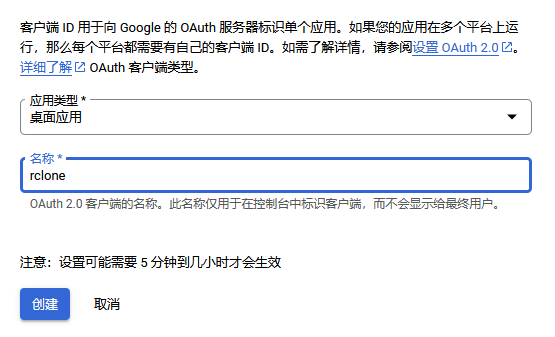 客户端 ID 用于向 Google 的 OAuth 服务器标识单个应用。如果您的应用在多个平台上运
行，那么每个平台都需要有自己的客户端 ID。如需了解详情，请参阅设置 OAuth 2.0。
详细了解 OAuth 客户端类型。
应用类型 *
桌面应用
名称 *
rclone
OAuth 2.0 客户端的名称。此名称仅用于在控制台中标识客户端，而不会显示给最终用户。
注意：设置可能需要 5 分钟到几小时才会生效
创建 取消